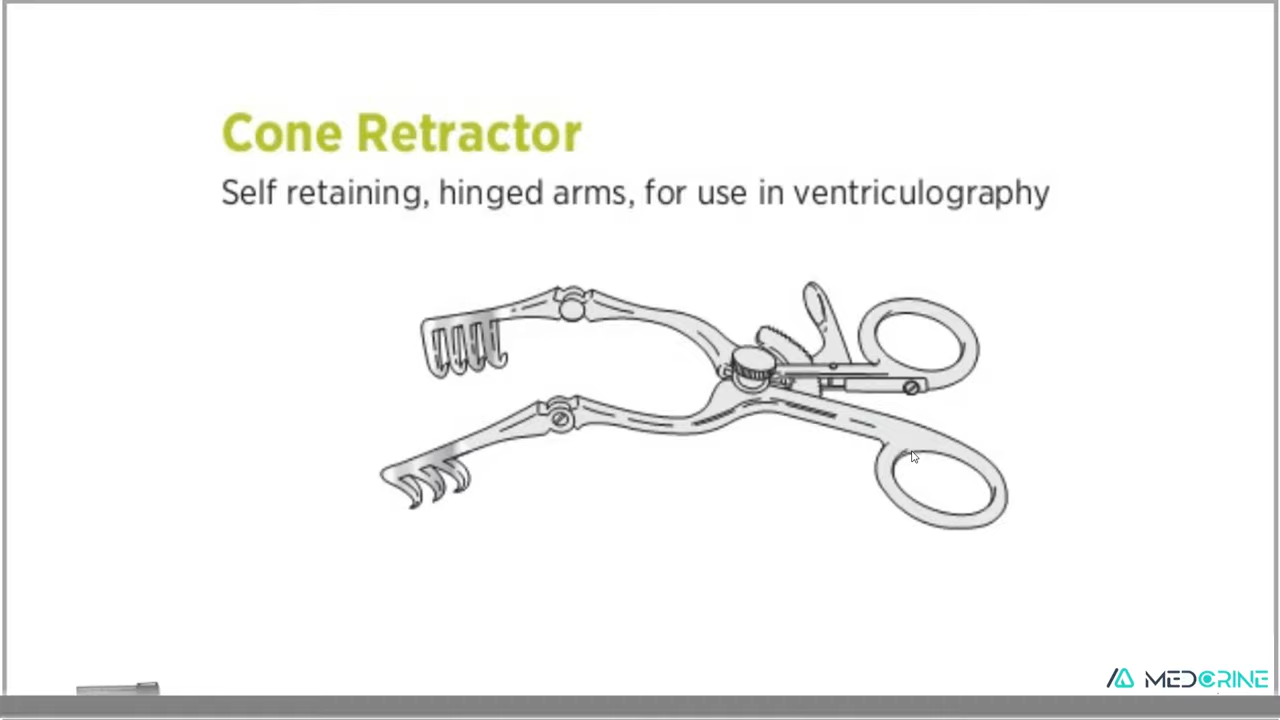 Cone Retractor
Self retaining, hinged arms, for use in ventriculography
MEDCRINE